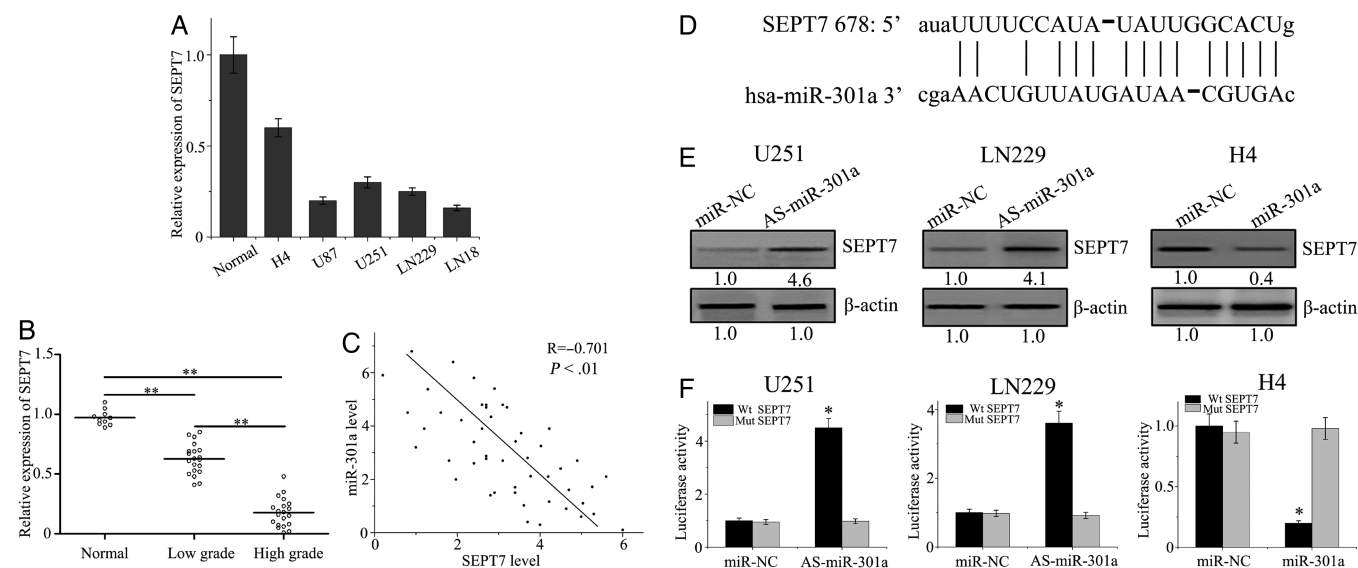 A
Relative expression of SEPT7
1.0
0.5
0
Normal
H4
U87
U251
LN229
LN18
B
Relative expression of SEPT7
1.5
1.0
0.5
0
**
**
**
Normal
Low grade
High grade
C
miR-301a level
6
4
2
0
0
2
4
6
SEPT7 level
R=−0.701
P < .01
D
SEPT7 678: 5’ auaUUUUCCAUA-UAUUGGCACUg
hsa-miR-301a 3’ cgaAACUGUUAUGAUAA-CGUGAc
E
U251
miR-NC AS-miR-301a
SEPT7
1.0 4.6
β-actin
1.0 1.0
LN229
miR-NC AS-miR-301a
SEPT7
1.0 4.1
β-actin
1.0 1.0
H4
miR-NC miR-301a
SEPT7
1.0 0.4
β-actin
1.0 1.0
F
U251
Wt SEPT7
Mut SEPT7
*
Luciferase activity
4
2
0
miR-NC AS-miR-301a
LN229
Wt SEPT7
Mut SEPT7
*
Luciferase activity
4
2
0
miR-NC AS-miR-301a
H4
Wt SEPT7
Mut SEPT7
*
Luciferase activity
1.0
0.5
0
miR-NC miR-301a